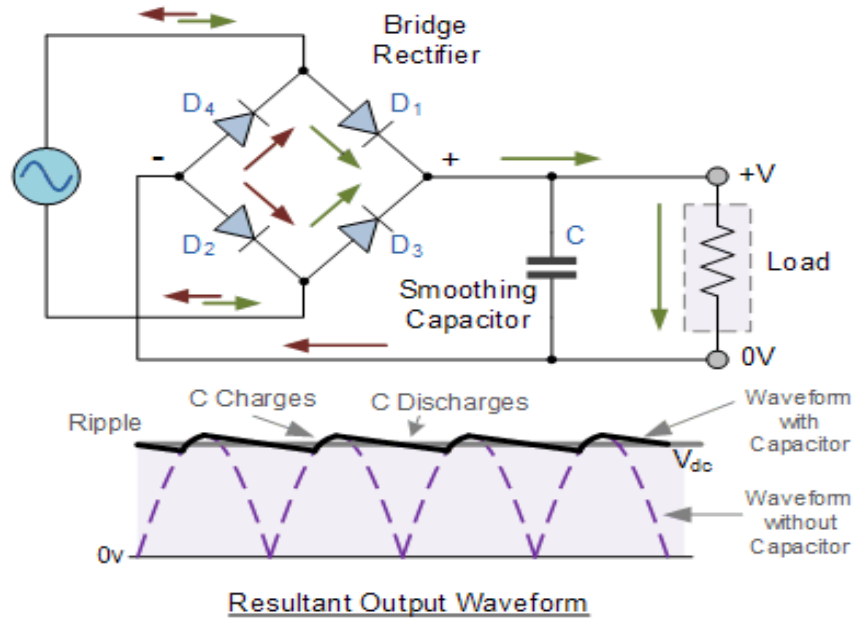 Bridge
Rectifier
D4
D1
-
+
+V
D2
D3
C
Load
Smoothing
Capacitor
0V
C Charges
C Discharges
Waveform
with
Capacitor
Ripple
Vdc
Waveform
without
Capacitor
0v
Resultant Output Waveform